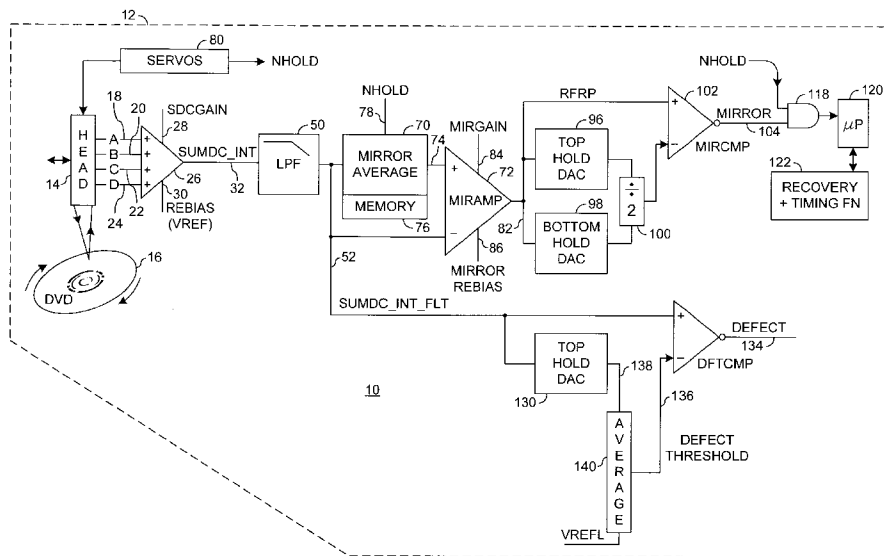 12
80
SERVOS
NHOLD
18
20
SDCGAIN
28
HEAD
A
B
C
D
+
+
+
+
14
26
30
22
24
REBIAS
(VREF)
SUMDC_INT
32
50
LPF
NHOLD
78
70
MIRROR
AVERAGE
MEMORY
76
74
MIRGAIN
84
72
+
MIRAMP
−
82
86
MIRROR
REBIAS
RFRP
96
TOP
HOLD
DAC
98
BOTTOM
HOLD
DAC
÷
2
100
102
+
−
MIRCMP
MIRROR
104
NHOLD
118
120
µP
122
RECOVERY
+ TIMING FN
16
DVD
52
SUMDC_INT_FLT
10
TOP
HOLD
DAC
130
138
+
−
DFTCMP
DEFECT
134
136
AVERAGE
140
DEFECT
THRESHOLD
VREFL